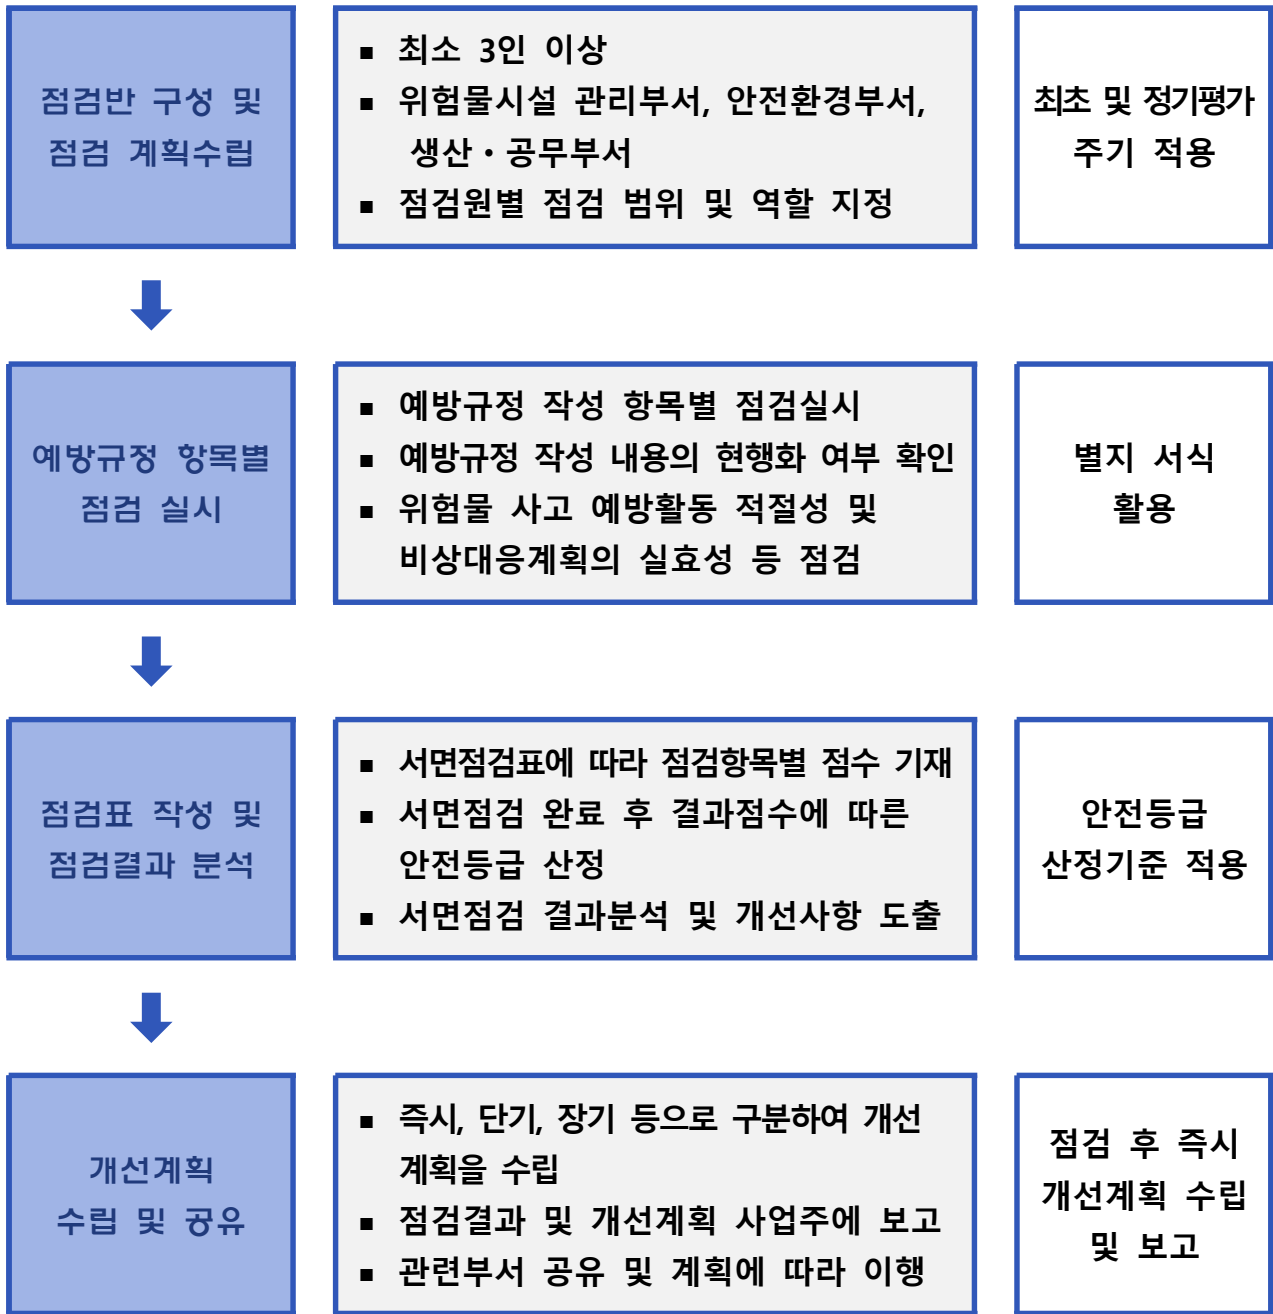 점검반 구성 및
점검 계획수립
▪ 최소 3인 이상
▪ 위험물시설 관리부서, 안전환경부서,
생산・공무부서
▪ 점검원별 점검 범위 및 역할 지정
최초 및 정기평가
주기 적용
예방규정 항목별
점검 실시
▪ 예방규정 작성 항목별 점검실시
▪ 예방규정 작성 내용의 현행화 여부 확인
▪ 위험물 사고 예방활동 적절성 및
비상대응계획의 실효성 등 점검
별지 서식
활용
점검표 작성 및
점검결과 분석
▪ 서면점검표에 따라 점검항목별 점수 기재
▪ 서면점검 완료 후 결과점수에 따른
안전등급 산정
▪ 서면점검 결과분석 및 개선사항 도출
안전등급
산정기준 적용
개선계획
수립 및 공유
▪ 즉시, 단기, 장기 등으로 구분하여 개선
계획을 수립
▪ 점검결과 및 개선계획 사업주에 보고
▪ 관련부서 공유 및 계획에 따라 이행
점검 후 즉시
개선계획 수립
및 보고